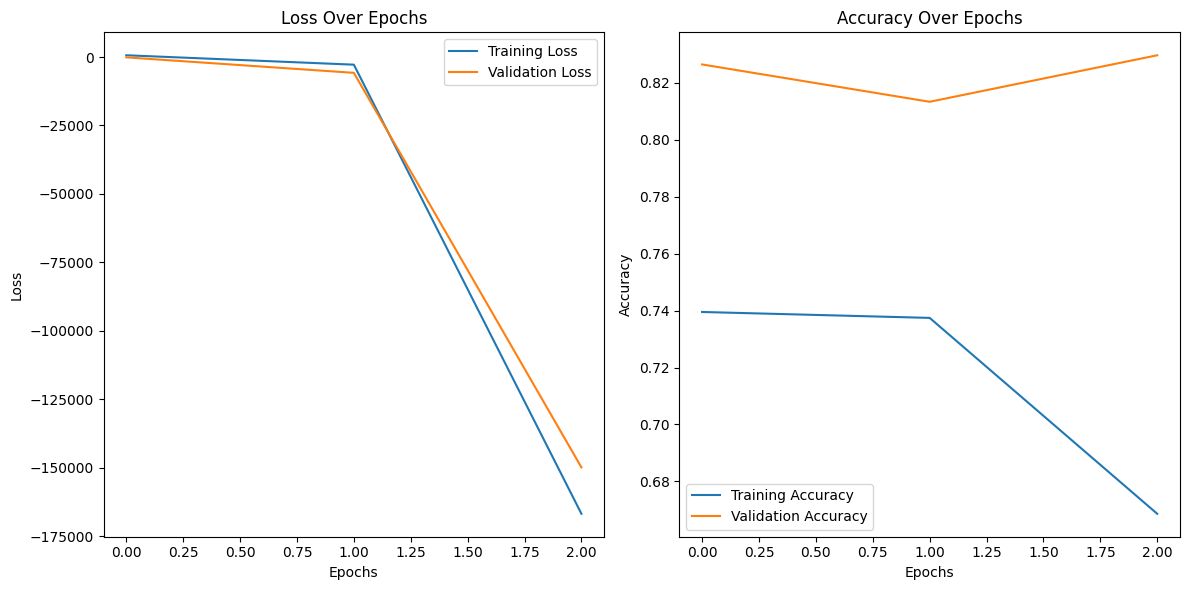 Loss Over Epochs
Training Loss
Validation Loss
0
−25000
−50000
−75000
−100000
−125000
−150000
−175000
Loss
0.00 0.25 0.50 0.75 1.00 1.25 1.50 1.75 2.00
Epochs
Accuracy Over Epochs
0.82
0.80
0.78
0.76
0.74
0.72
0.70
0.68
Accuracy
Training Accuracy
Validation Accuracy
0.00 0.25 0.50 0.75 1.00 1.25 1.50 1.75 2.00
Epochs